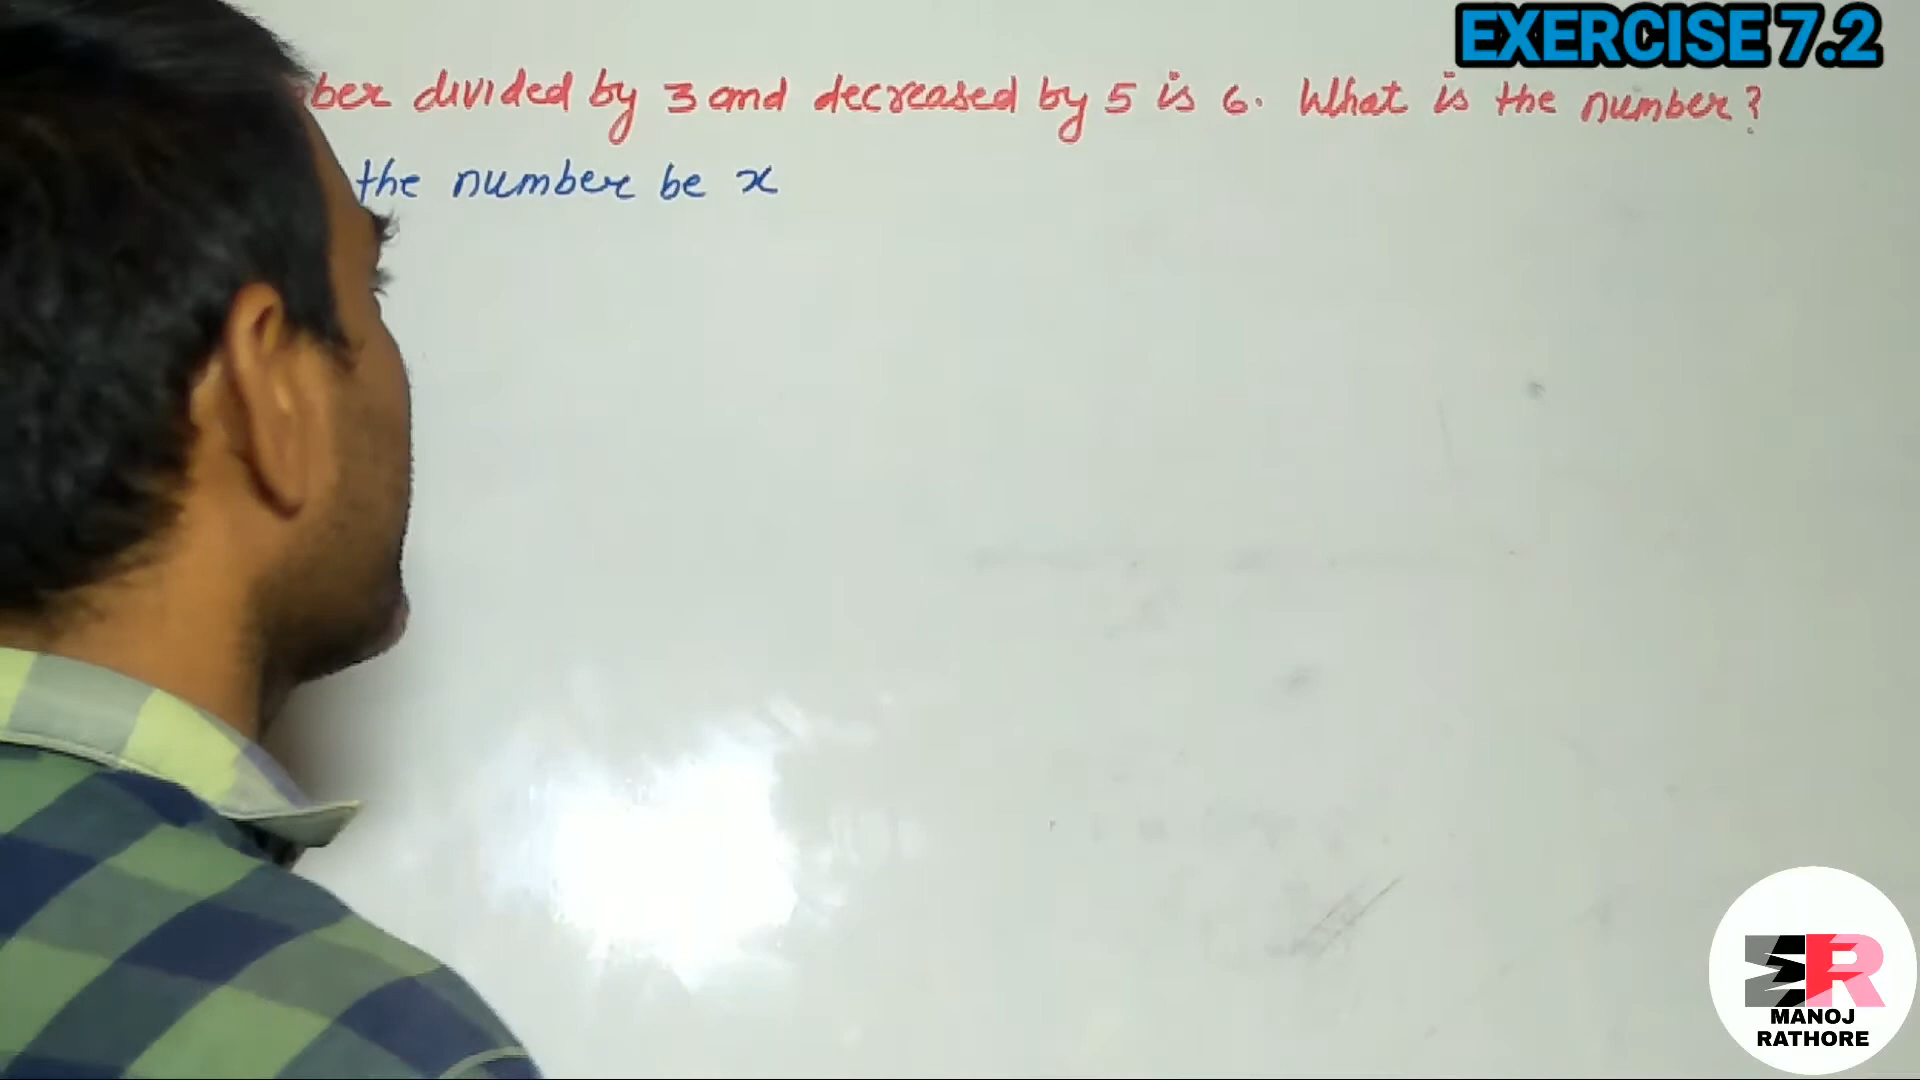 EXERCISE 7.2
divided by 3 and decreased by 5 is 6. What is the number?
the number be x
MANOJ
RATHORE